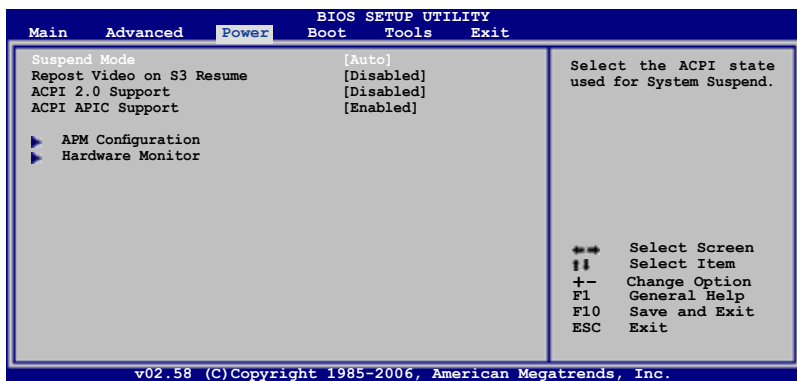 BIOS SETUP UTILITY
Main Advanced Power Boot Tools Exit
Suspend Mode [Auto]
Repost Video on S3 Resume [Disabled]
ACPI 2.0 Support [Disabled]
ACPI APIC Support [Enabled]
APM Configuration
Hardware Monitor
Select the ACPI state
used for System Suspend.
Select Screen
Select Item
+- Change Option
F1 General Help
F10 Save and Exit
ESC Exit
v02.58 (C)Copyright 1985-2006, American Megatrends, Inc.